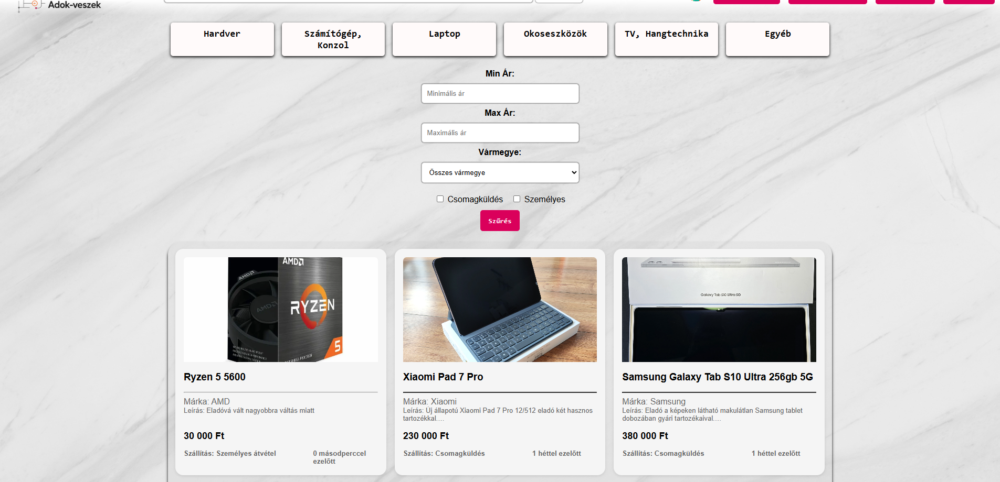 Adok-veszek
Hardver
Számítógép,
Konzol
Laptop
Okoseszközök
TV, Hangtechnika
Egyéb
Min Ár:
Minimális ár
Max Ár:
Maximális ár
Vármegye:
Összes vármegye
Csomagküldés
Személyes
Szűrés
AMD
AMD
AMD
RYZEN
5
Galaxy Tab S10 Ultra 5G
Ryzen 5 5600
Márka: AMD
Leírás: Eladóvá vált nagyobbra váltás miatt
30 000 Ft
Szállítás: Személyes átvétel
0 másodperccel
ezelőtt
Xiaomi Pad 7 Pro
Márka: Xiaomi
Leírás: Új állapotú Xiaomi Pad 7 Pro 12/512 eladó két hasznos
tartozékkal.…
230 000 Ft
Szállítás: Csomagküldés
1 héttel ezelőtt
Samsung Galaxy Tab S10 Ultra 256gb 5G
Márka: Samsung
Leírás: Eladó a képeken látható makulátlan Samsung tablet
dobozában gyári tartozékaival.…
380 000 Ft
Szállítás: Csomagküldés
1 héttel ezelőtt